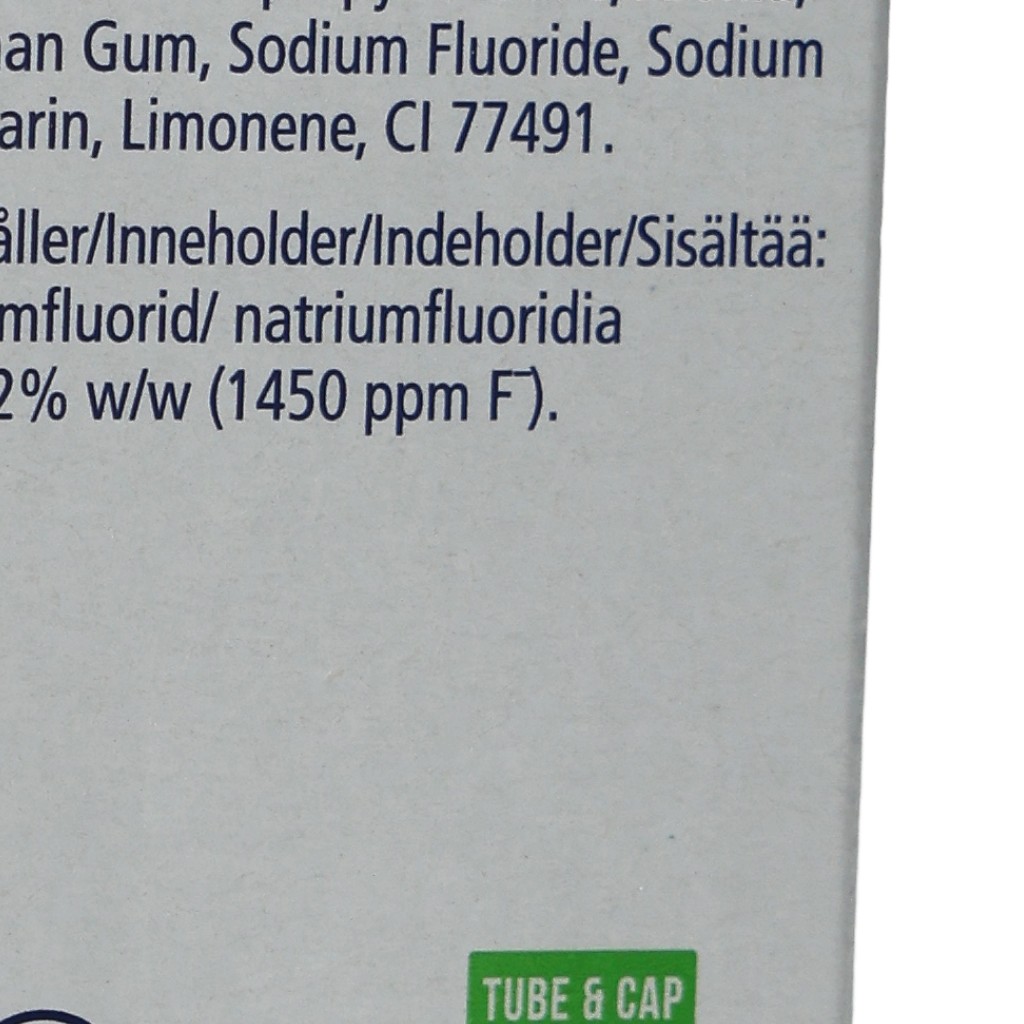 an Gum, Sodium Fluoride, Sodium
arin, Limonene, CI 77491.
åller/Inneholder/Indeholder/Sisältää:
mfluorid/ natriumfluoridia
2% w/w (1450 ppm F⁻).
TUBE & CAP